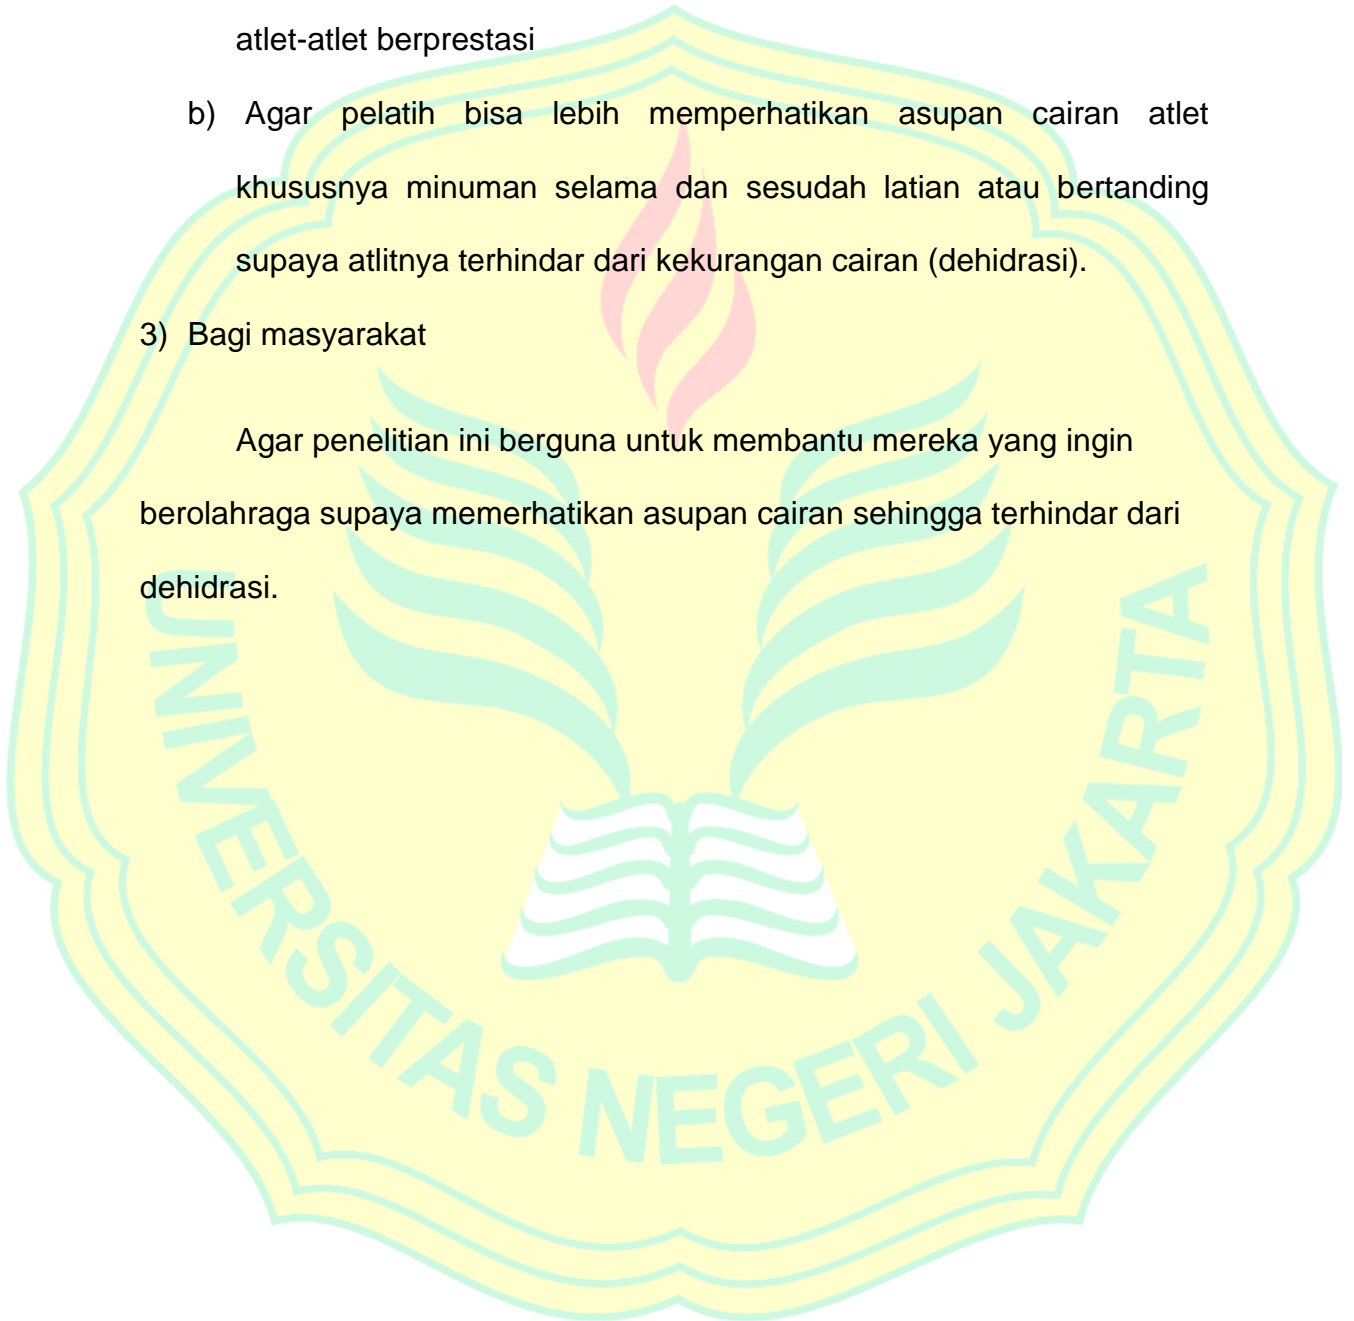 atlet-atlet berprestasi
b) Agar pelatih bisa lebih memperhatikan asupan cairan atlet
khususnya minuman selama dan sesudah latian atau bertanding
supaya atlitnya terhindar dari kekurangan cairan (dehidrasi).
3) Bagi masyarakat
Agar penelitian ini berguna untuk membantu mereka yang ingin
berolahraga supaya memerhatikan asupan cairan sehingga terhindar dari
dehidrasi.
UNIVERSITAS NEGERI JAKARTA